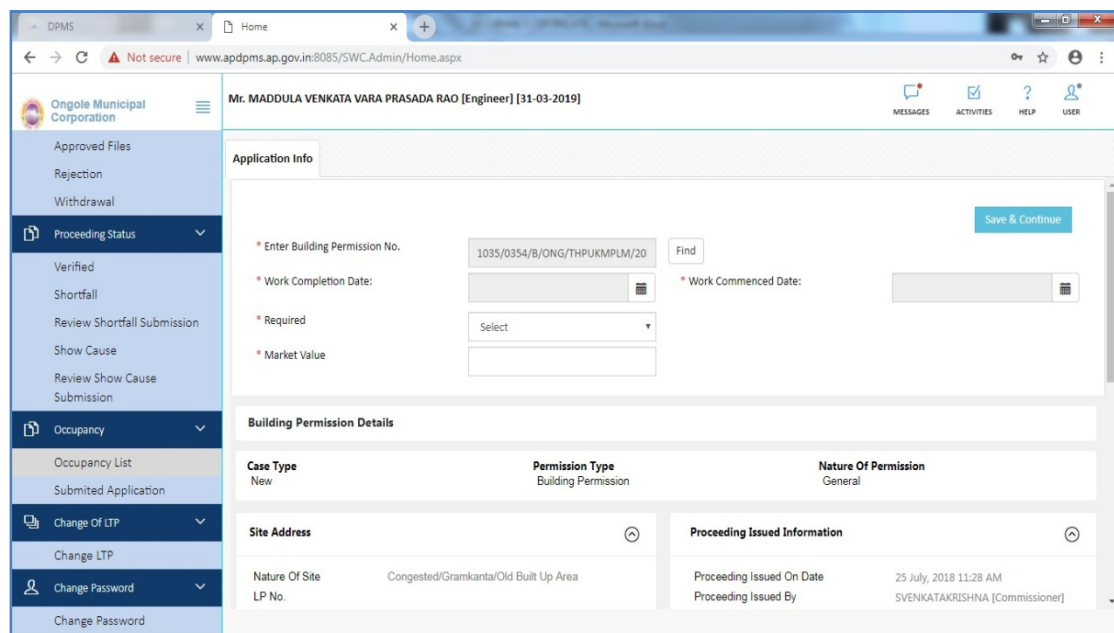 DPMS
Home
Not secure
www.apdpms.ap.gov.in:8085/SWC.Admin/Home.aspx
Ongole Municipal
Corporation
Mr. MADDULA VENKATA VARA PRASADA RAO [Engineer] [31-03-2019]
MESSAGES
ACTIVITIES
HELP
USER
Approved Files
Rejection
Withdrawal
Proceeding Status
Verified
Shortfall
Review Shortfall Submission
Show Cause
Review Show Cause
Submission
Occupancy
Occupancy List
Submited Application
Change Of LTP
Change LTP
Change Password
Change Password
Application Info
Save & Continue
* Enter Building Permission No.
1035/0354/B/ONG/THPUKMPLM/20
Find
* Work Completion Date:
* Work Commenced Date:
* Required
Select
* Market Value
Building Permission Details
Case Type
New
Permission Type
Building Permission
Nature Of Permission
General
Site Address
Nature Of Site Congested/Gramkanta/Old Built Up Area
LP No.
Proceeding Issued Information
Proceeding Issued On Date 25 July, 2018 11:28 AM
Proceeding Issued By SVENKATAKRISHNA [Commissioner]